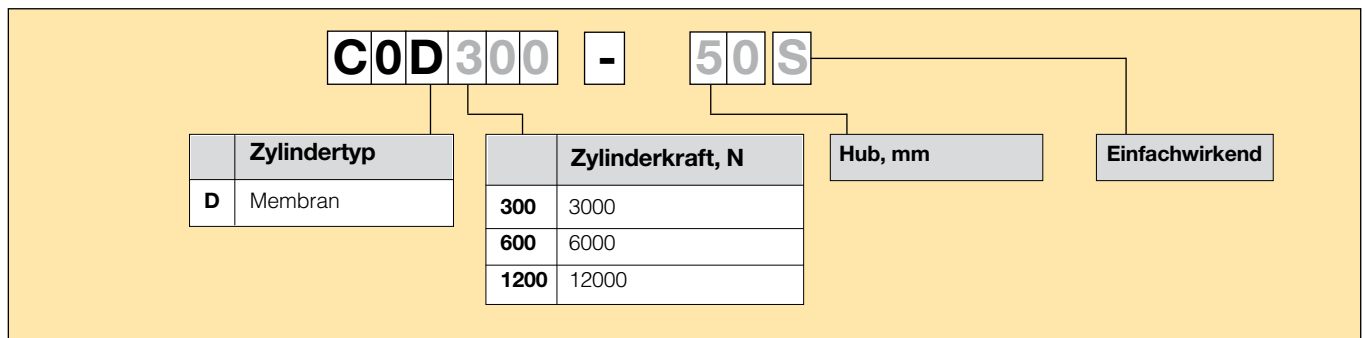 C0D300 - 50S
Zylindertyp
D Membran
Zylinderkraft, N
300 3000
600 6000
1200 12000
Hub, mm
Einfachwirkend